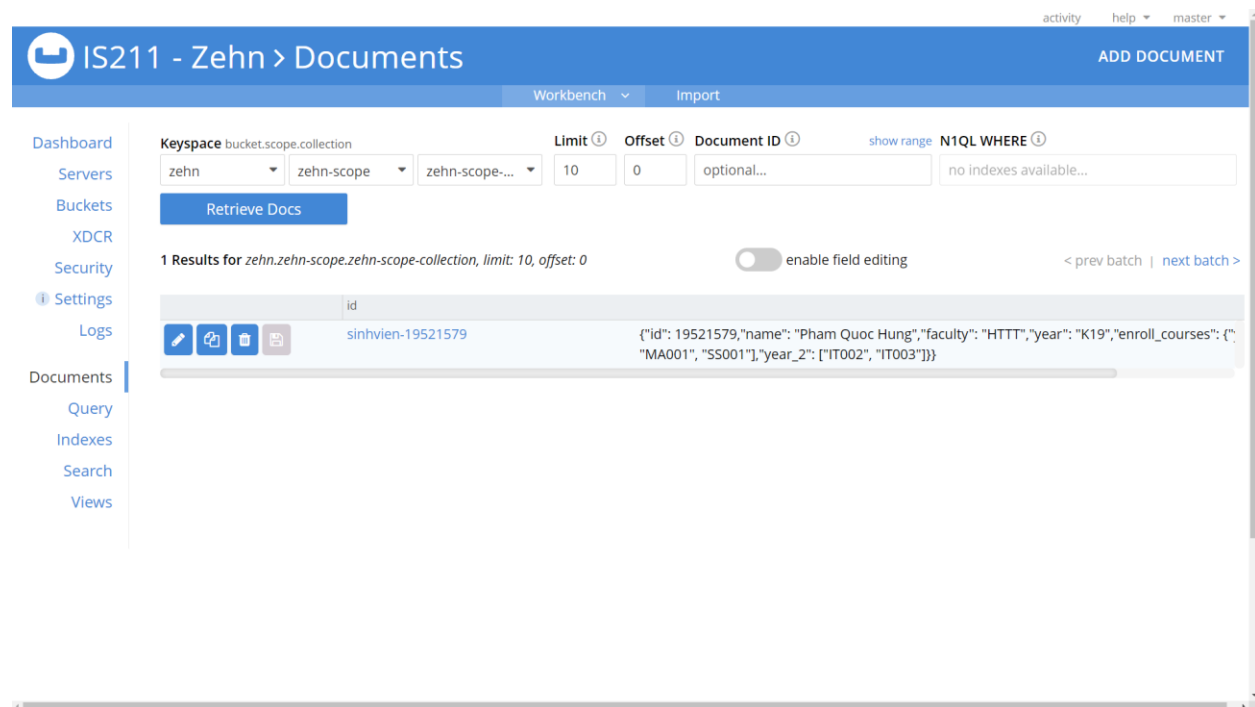 activity help master
IS211 - Zehn > Documents ADD DOCUMENT
Workbench Import
Dashboard
Servers
Buckets
XDCR
Security
Settings
Logs
Documents
Query
Indexes
Search
Views
Keyspace bucket.scope.collection Limit Offset Document ID show range N1QL WHERE
zehn zehn-scope zehn-scope-... 10 0 optional... no indexes available...
Retrieve Docs
1 Results for zehn.zehn-scope.zehn-scope-collection, limit: 10, offset: 0 enable field editing < prev batch | next batch >
id
sinhvien-19521579 {"id": 19521579,"name": "Pham Quoc Hung","faculty": "HTTT","year": "K19","enroll_courses": {"
"MA001", "SS001"],"year_2": ["IT002", "IT003"]}}